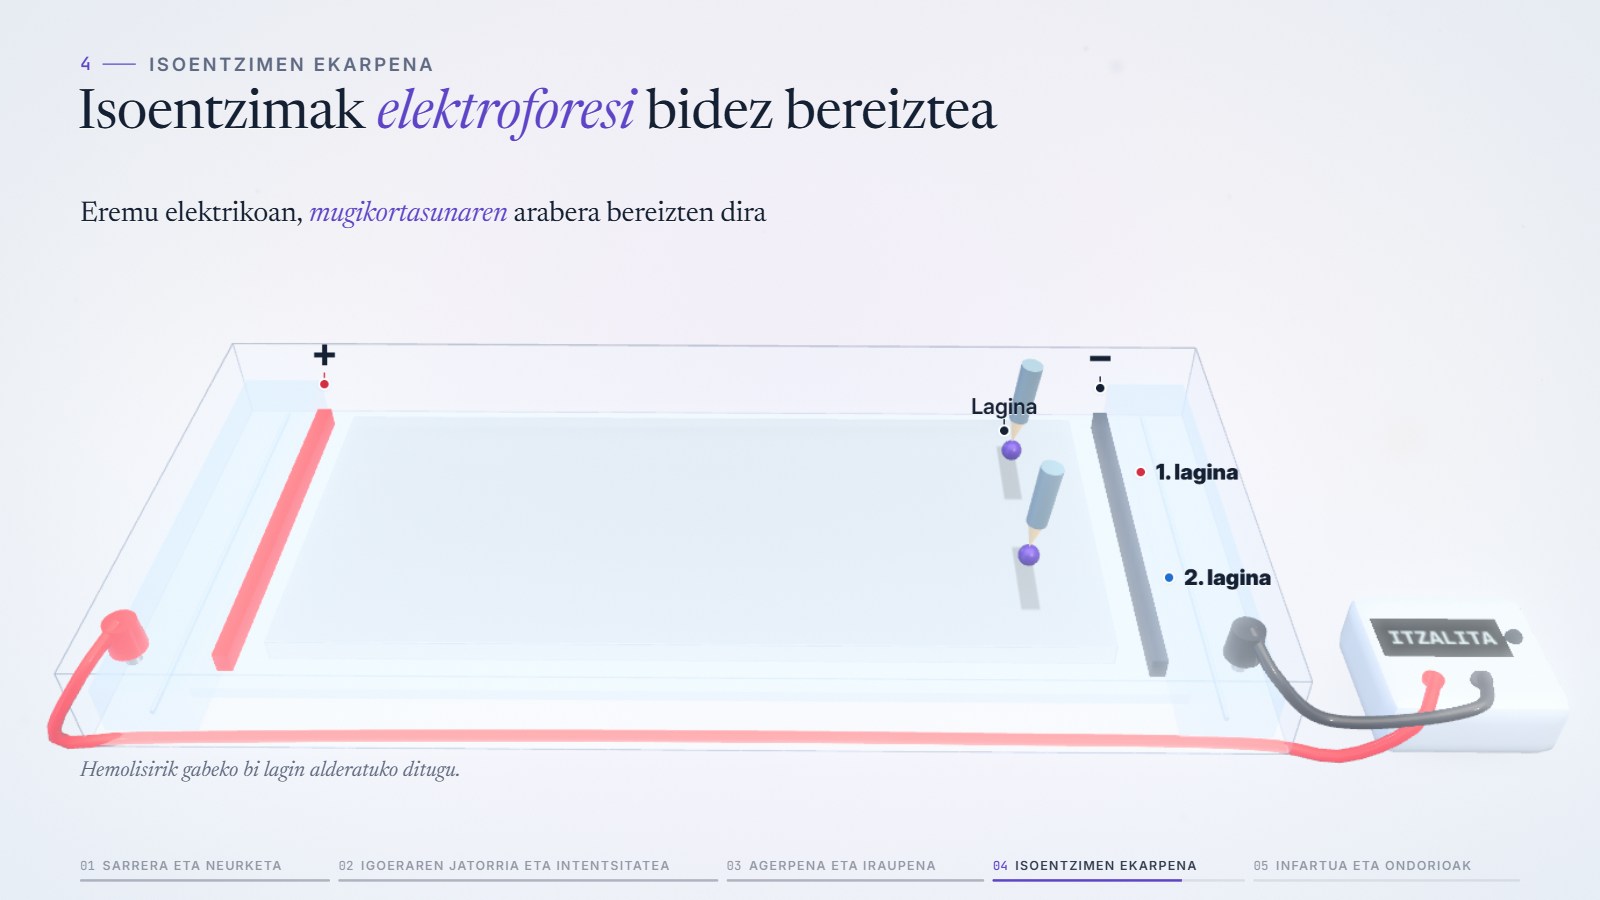 4 — ISOENTZIMEN EKARPENA
Isoentzimak elektroforesi bidez bereiztea
Eremu elektrikoan, mugikortasunaren arabera bereizten dira
+
−
Lagina
1. lagina
2. lagina
ITZALITA
Hemolisirik gabeko bi lagin alderatuko ditugu.
01 SARRERA ETA NEURKETA
02 IGOERAREN JATORRIA ETA INTENTSITATEA
03 AGERPENA ETA IRAUPENA
04 ISOENTZIMEN EKARPENA
05 INFARTUA ETA ONDORIOAK